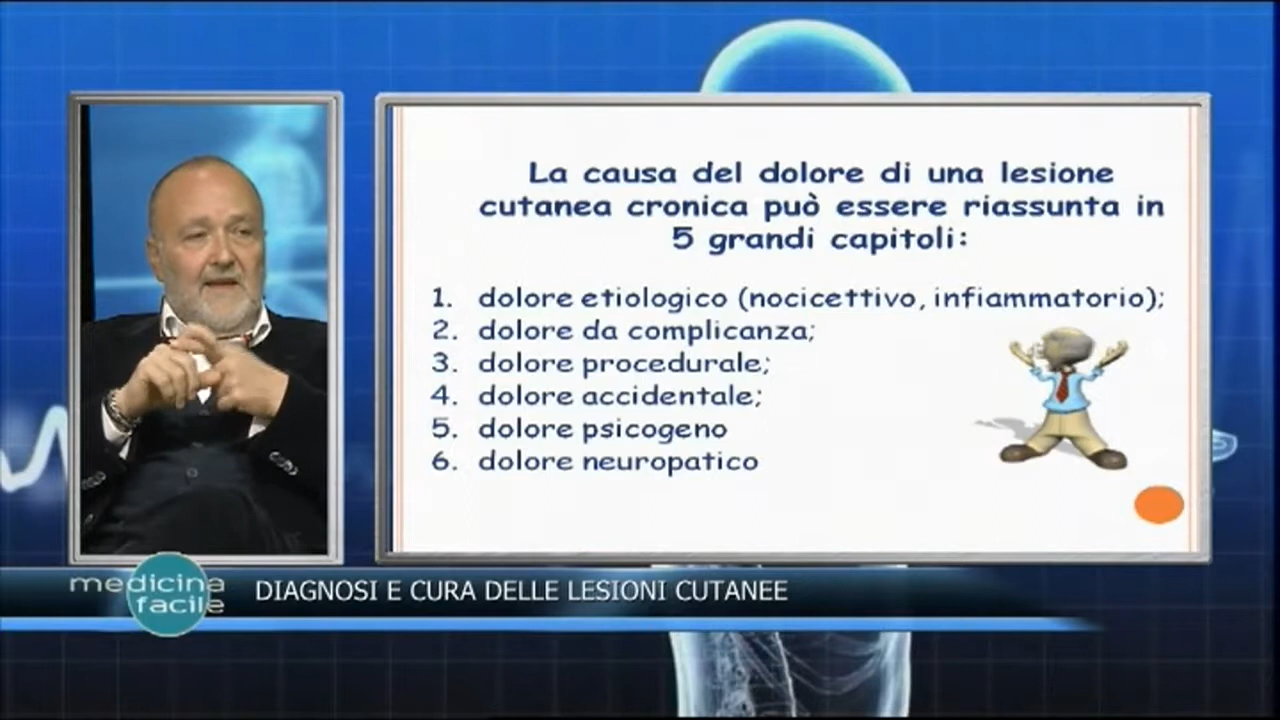 La causa del dolore di una lesione
cutanea cronica può essere riassunta in
5 grandi capitoli:
1. dolore etiologico (nocicettivo, infiammatorio);
2. dolore da complicanza;
3. dolore procedurale;
4. dolore accidentale;
5. dolore psicogeno
6. dolore neuropatico
medicina
facile
DIAGNOSI E CURA DELLE LESIONI CUTANEE